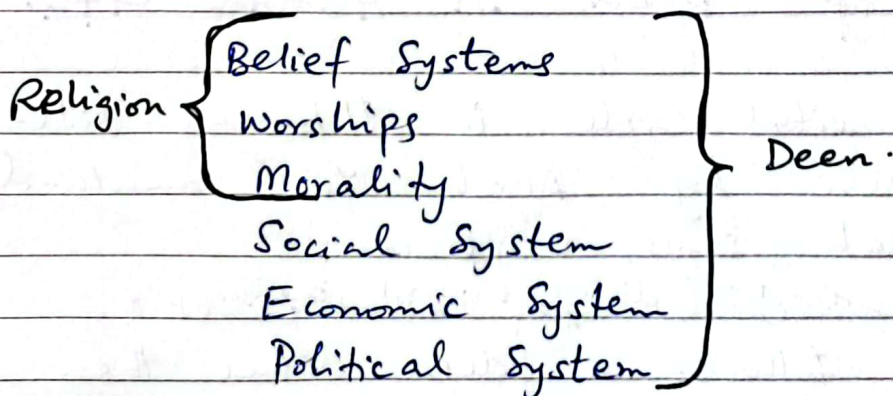 Belief Systems
Religion
Worships
Deen.
Morality
Social System
Economic System
Political System